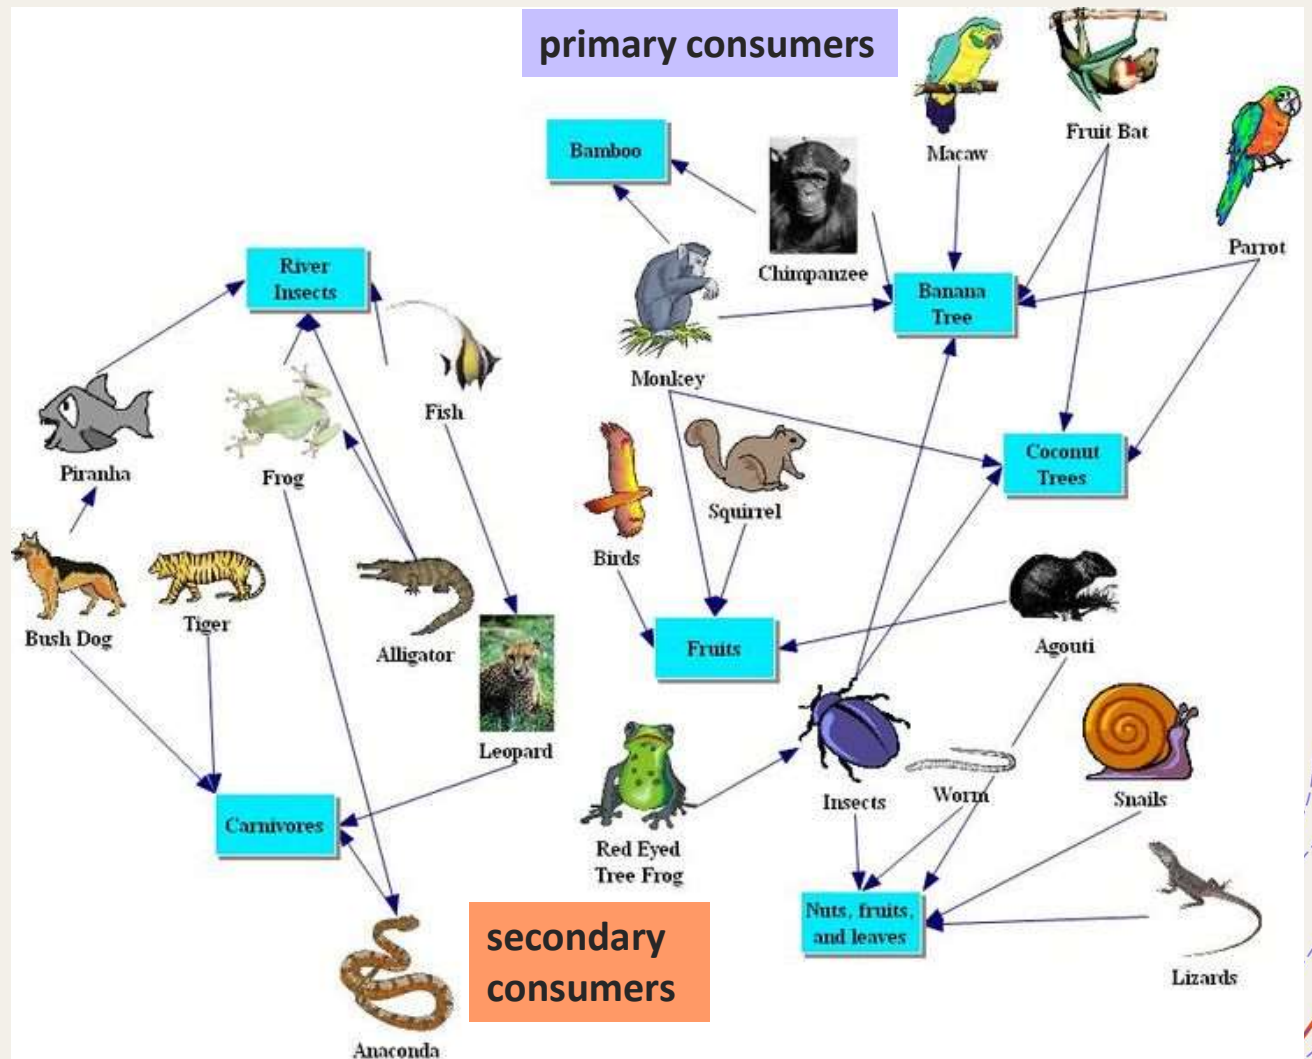 primary consumers
Macaw
Fruit Bat
Parrot
Bamboo
Chimpanzee
River
Insects
Banana
Tree
Monkey
Fish
Piranha
Frog
Coconut
Trees
Squirrel
Birds
Bush Dog
Tiger
Alligator
Leopard
Fruits
Agouti
Carnivores
Red Eyed
Tree Frog
Insects
Worm
Snails
Nuts, fruits,
and leaves
Lizards
secondary
consumers
Anaconda